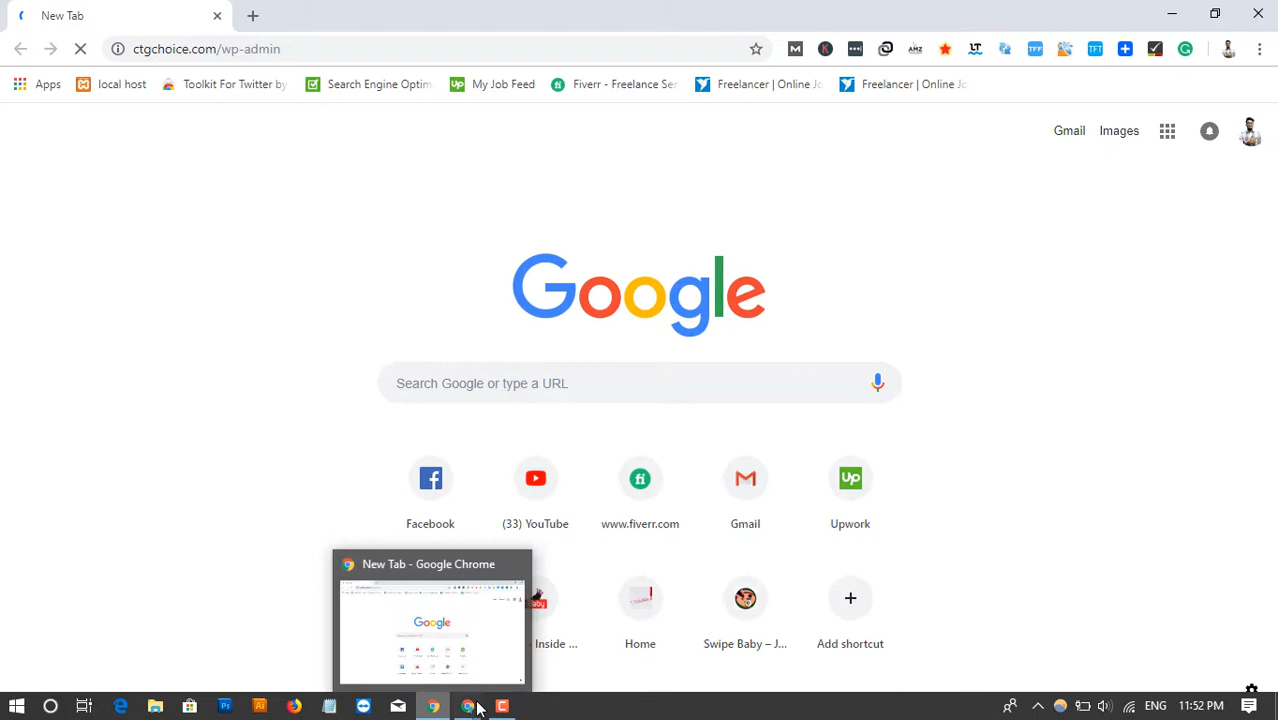 New Tab
ctgchoice.com/wp-admin
Apps
local host
Toolkit For Twitter by
Search Engine Optim
My Job Feed
Fiverr - Freelance Ser
Freelancer | Online Jo
Freelancer | Online Jo
Gmail
Images
Google
Search Google or type a URL
Facebook
(33) YouTube
www.fiverr.com
Gmail
Upwork
New Tab - Google Chrome
Google
Inside ...
Home
Swipe Baby – J...
Add shortcut
ENG
11:52 PM